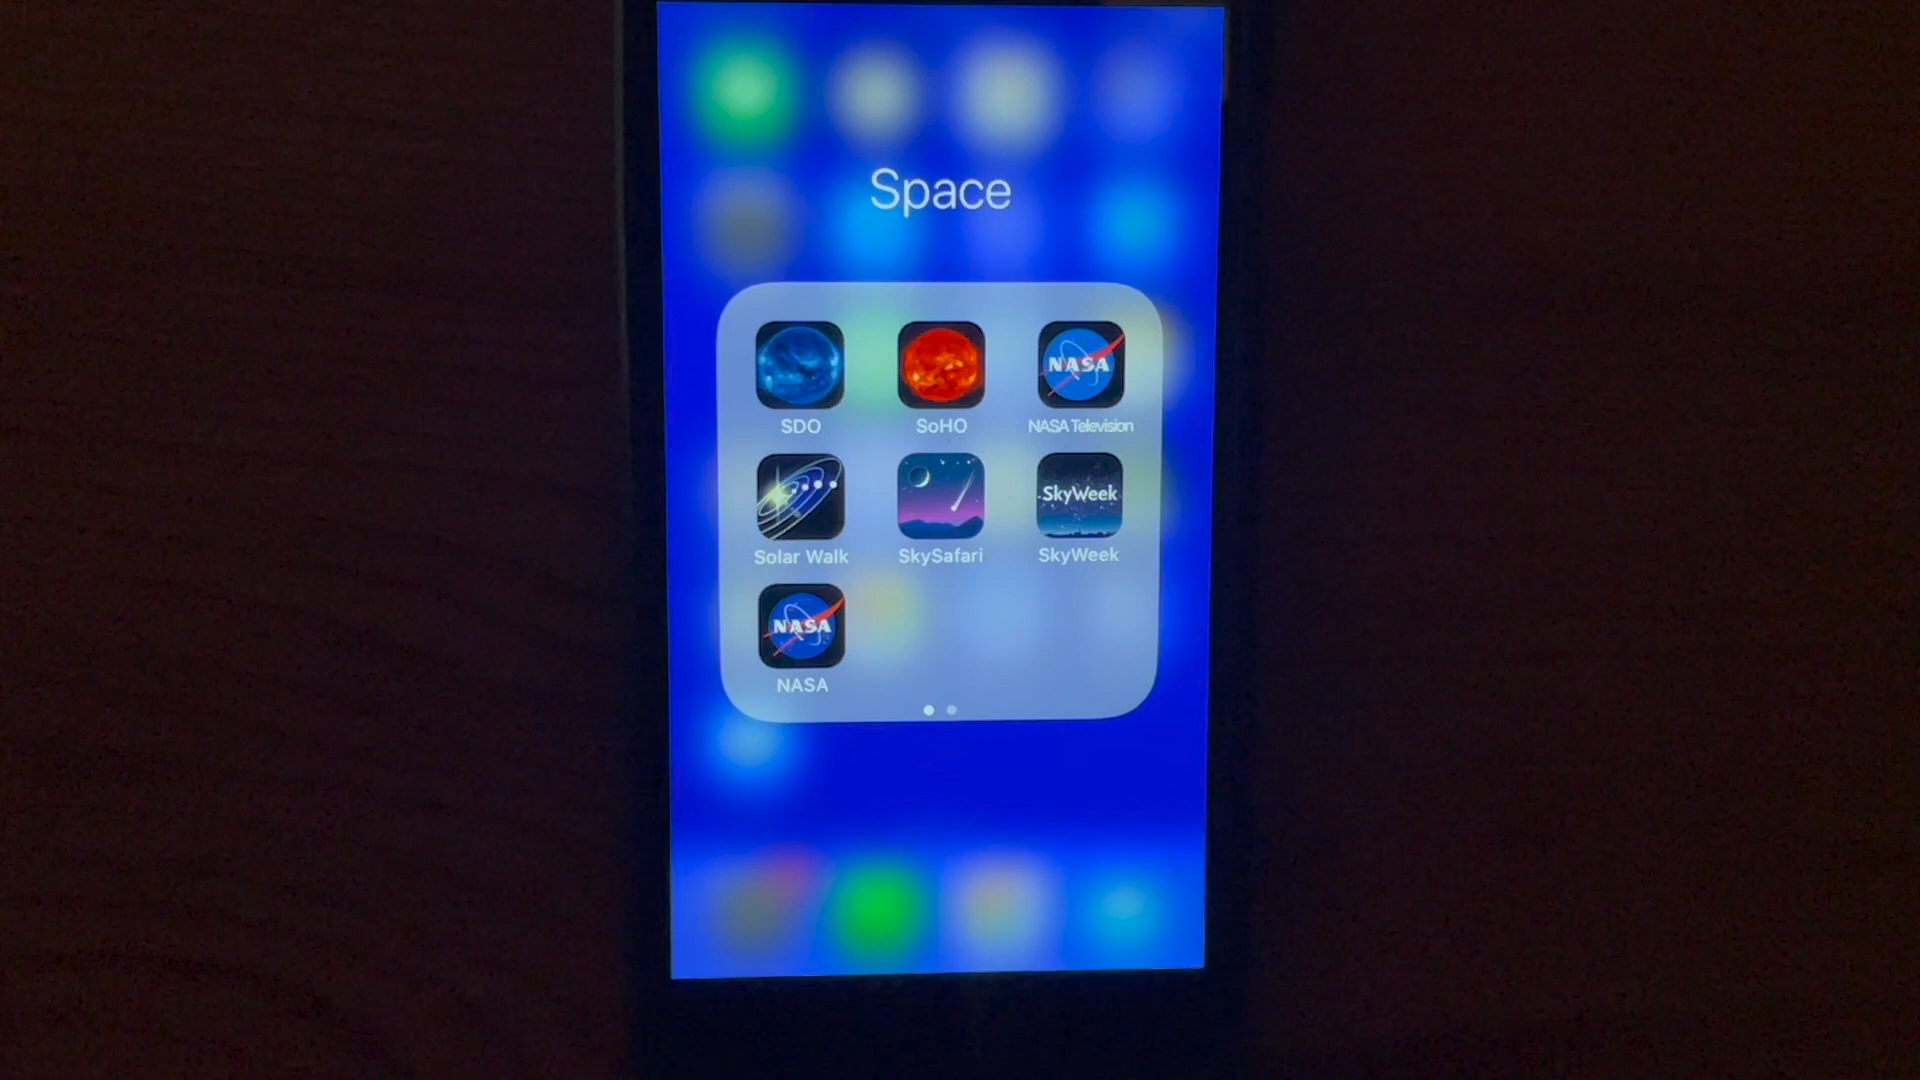 Space
NASA
SDO
SoHO
NASA Television
SkyWeek
Solar Walk
SkySafari
SkyWeek
NASA
NASA